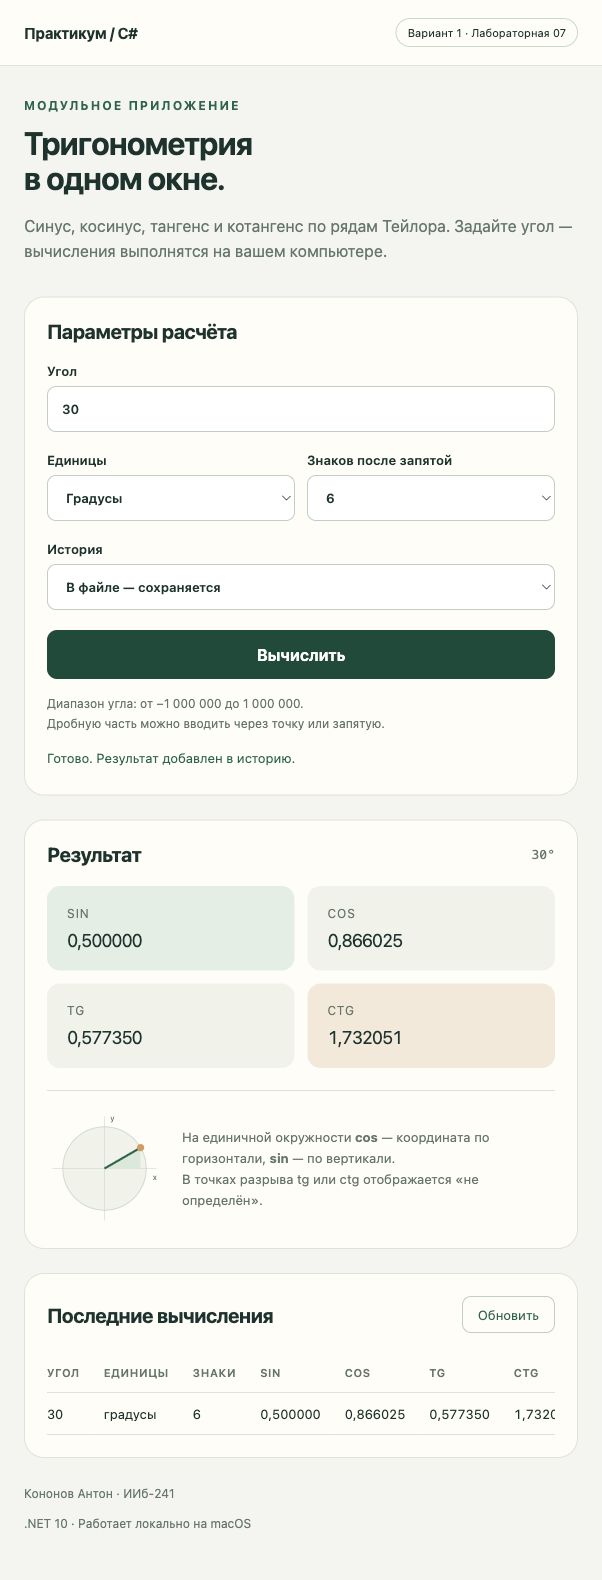 Практикум / C#
Вариант 1 · Лабораторная 07
МОДУЛЬНОЕ ПРИЛОЖЕНИЕ
Тригонометрия
в одном окне.
Синус, косинус, тангенс и котангенс по рядам Тейлора. Задайте угол —
вычисления выполнятся на вашем компьютере.
Параметры расчёта
Угол
30
Единицы
Знаков после запятой
Градусы
6
История
В файле — сохраняется
Вычислить
Диапазон угла: от −1 000 000 до 1 000 000.
Дробную часть можно вводить через точку или запятую.
Готово. Результат добавлен в историю.
Результат
30°
SIN
0,500000
COS
0,866025
TG
0,577350
CTG
1,732051
y
x
На единичной окружности cos — координата по
горизонтали, sin — по вертикали.
В точках разрыва tg или ctg отображается «не
определён».
Последние вычисления
Обновить
УГОЛ ЕДИНИЦЫ ЗНАКИ SIN COS TG CTG
30 градусы 6 0,500000 0,866025 0,577350 1,732
Кононов Антон · ИИб-241
.NET 10 · Работает локально на macOS